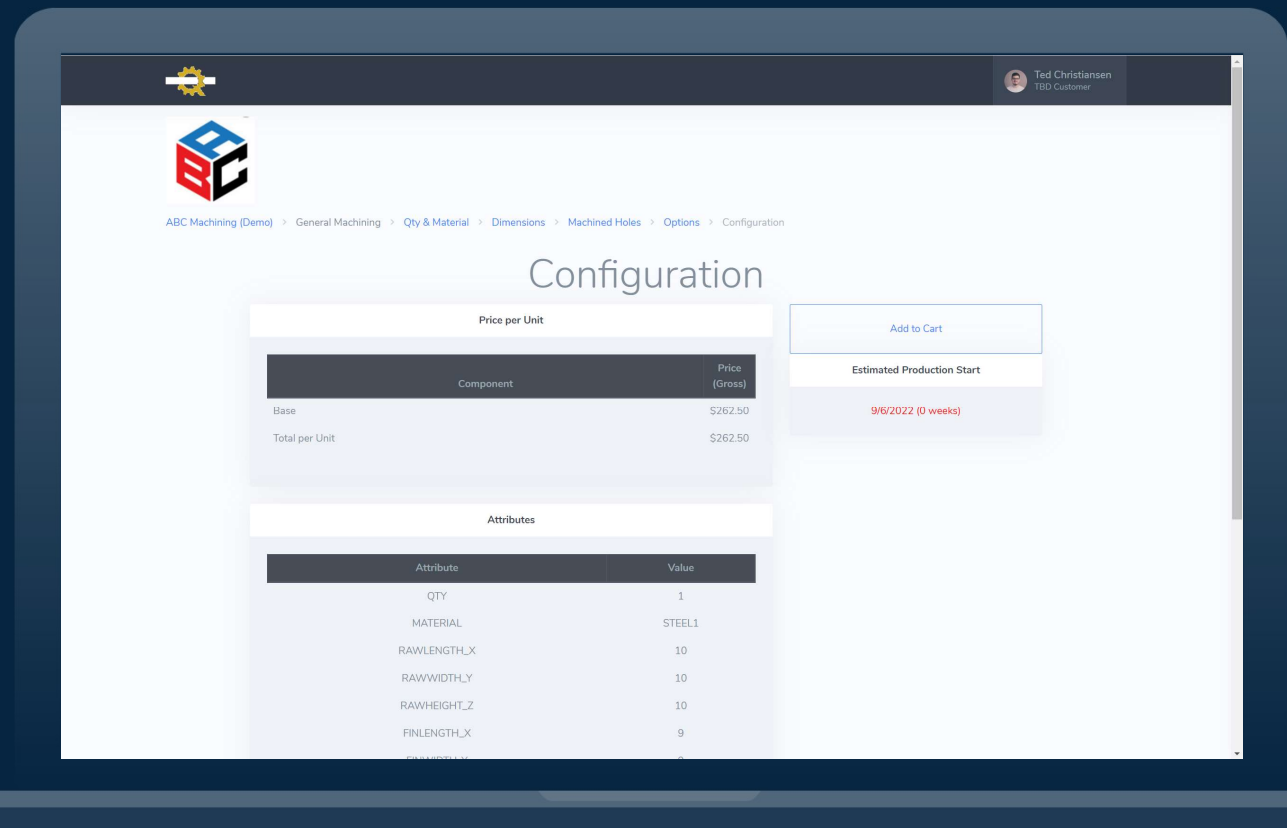 Ted Christiansen
TBD Customer
ABC
ABC Machining (Demo) > General Machining > Qty & Material > Dimensions > Machined Holes > Options > Configuration
Configuration
Price per Unit
Add to Cart
Component Price (Gross)
Estimated Production Start
Base $262.50
9/6/2022 (0 weeks)
Total per Unit $262.50
Attributes
Attribute Value
QTY 1
MATERIAL STEEL1
RAWLENGTH_X 10
RAWWIDTH_Y 10
RAWHEIGHT_Z 10
FINLENGTH_X 9